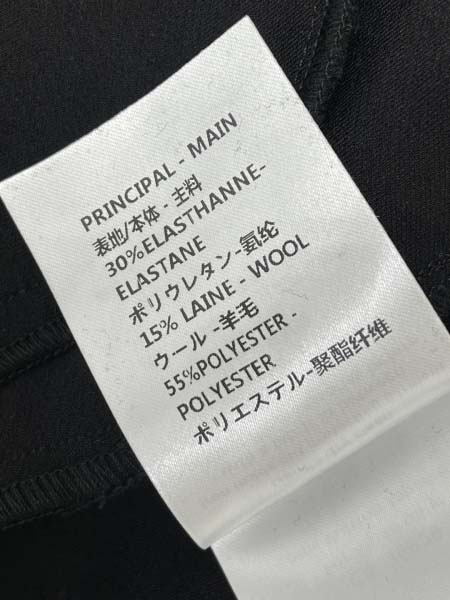 PRINCIPAL - MAIN
表地/本体 - 主料
30%ELASTHANNE-
ELASTANE
ポリウレタン-氨纶
15% LAINE - WOOL
ウール -羊毛
55%POLYESTER -
POLYESTER
ポリエステル-聚酯纤维